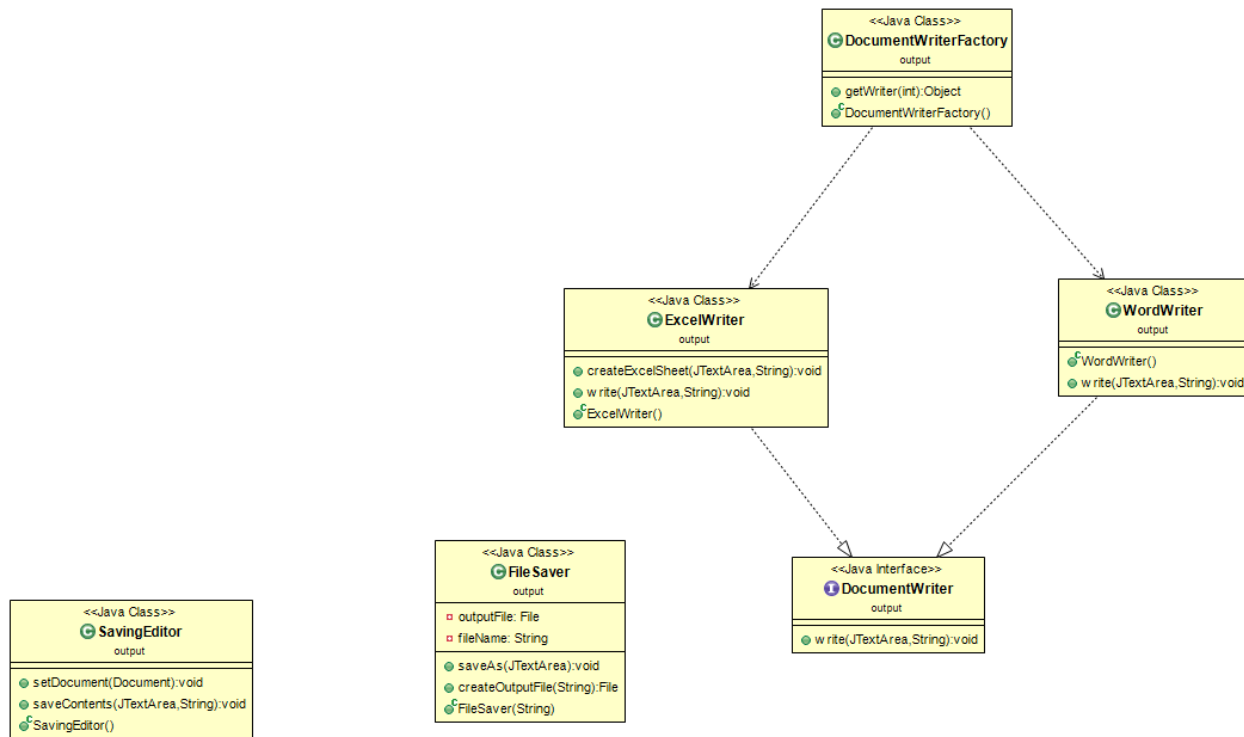 <<Java Class>>
DocumentWriterFactory
output
getWriter(int):Object
DocumentWriterFactory()
<<Java Class>>
ExcelWriter
output
createExcelSheet(JTextArea,String):void
write(JTextArea,String):void
ExcelWriter()
<<Java Class>>
WordWriter
output
WordWriter()
write(JTextArea,String):void
<<Java Class>>
FileSaver
output
outputFile: File
fileName: String
saveAs(JTextArea):void
createOutputFile(String):File
FileSaver(String)
<<Java Interface>>
DocumentWriter
output
write(JTextArea,String):void
<<Java Class>>
SavingEditor
output
setDocument(Document):void
saveContents(JTextArea,String):void
SavingEditor()